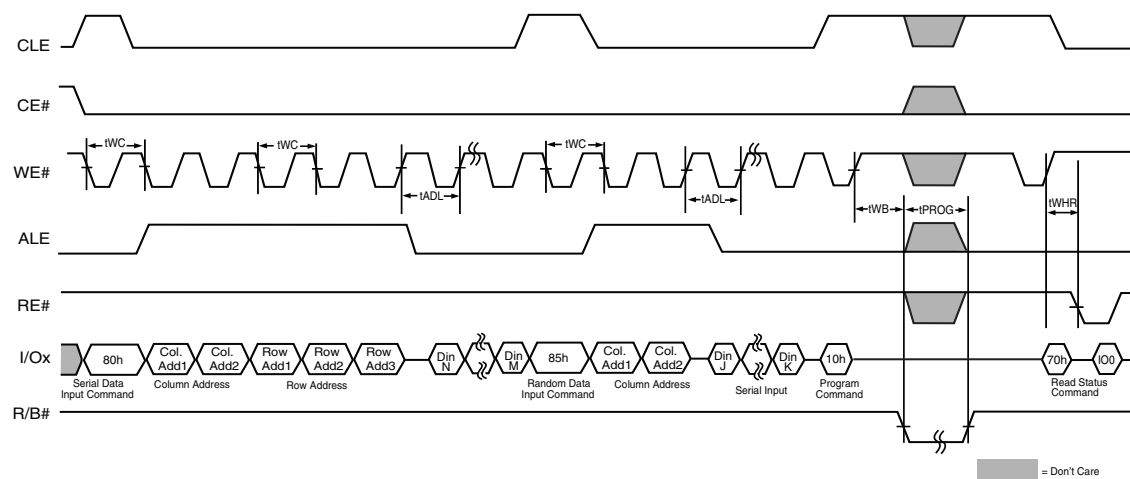 CLE
CE#
tWC
tWC
tWC
WE#
tADL
tADL
tWB
tPROG
tWHR
ALE
RE#
I/Ox
80h
Col. Add1
Col. Add2
Row Add1
Row Add2
Row Add3
Din N
Din M
85h
Col. Add1
Col. Add2
Din J
Din K
10h
70h
IO0
Serial Data Input Command
Column Address
Row Address
Random Data Input Command
Column Address
Serial Input
Program Command
Read Status Command
R/B#
= Don't Care